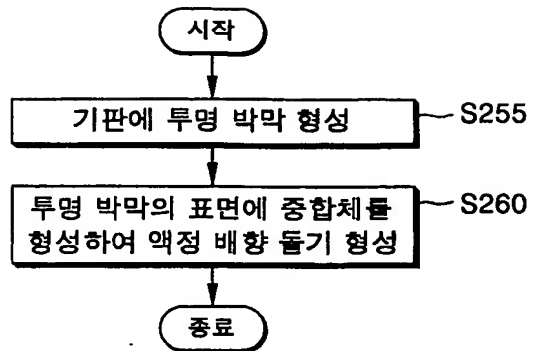 시작
기판에 투명 박막 형성
S255
투명 박막의 표면에 중합체를
형성하여 액정 배향 돌기 형성
S260
종료